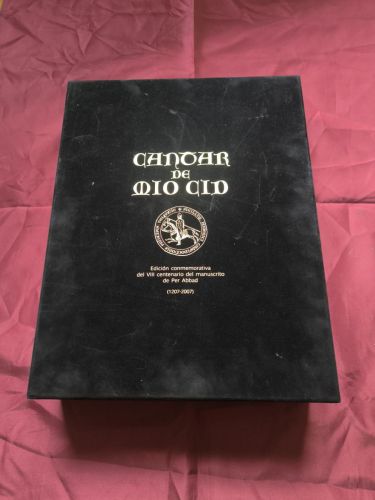 CANTAR
DE
MIO CID
Edición conmemorativa
del VIII centenario del manuscrito
de Per Abbad
(1207-2007)